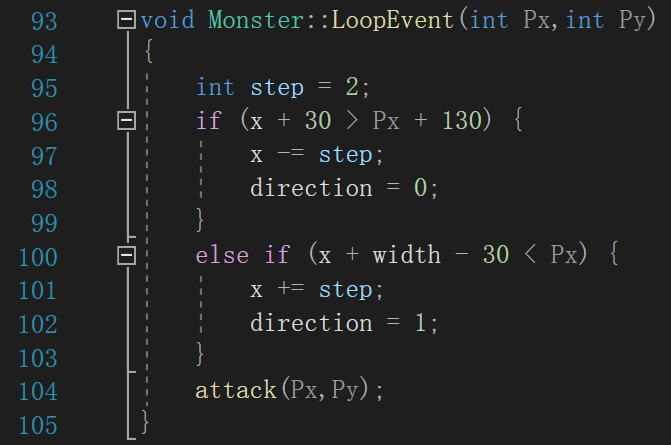 93 void Monster::LoopEvent(int Px,int Py)
94 {
95 int step = 2;
96 if (x + 30 > Px + 130) {
97 x -= step;
98 direction = 0;
99 }
100 else if (x + width - 30 < Px) {
101 x += step;
102 direction = 1;
103 }
104 attack(Px,Py);
105 }